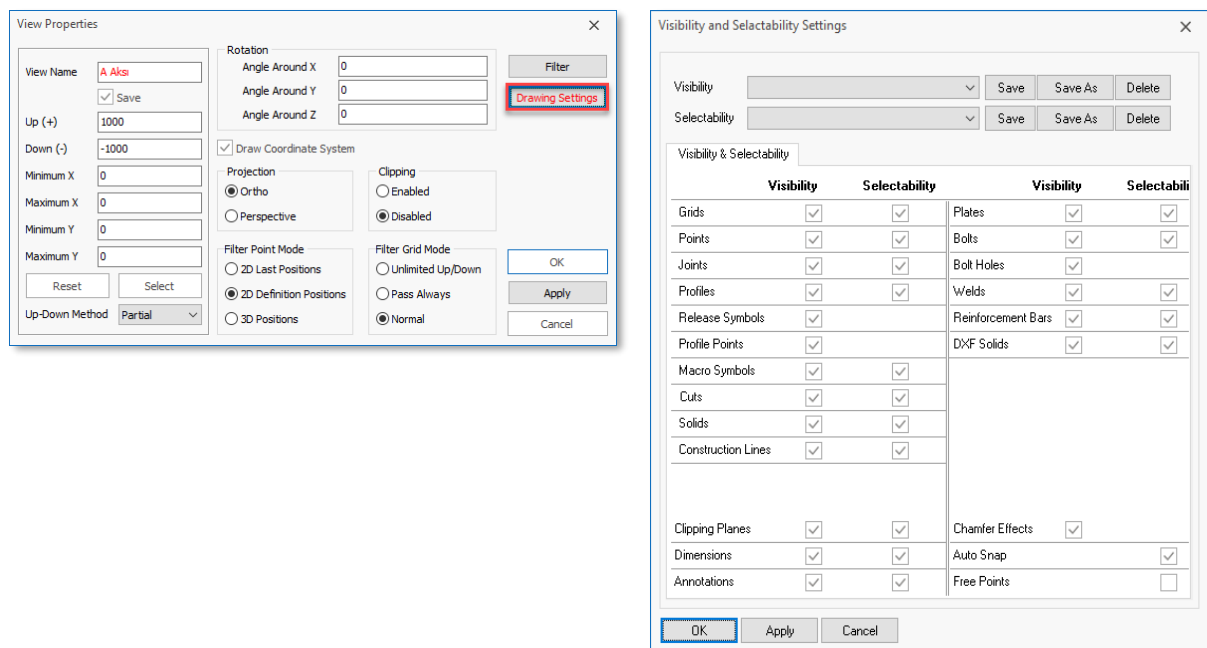 View Properties
View Name A Aksı
Save
Up (+) 1000
Down (-) -1000
Minimum X 0
Maximum X 0
Minimum Y 0
Maximum Y 0
Reset Select
Up-Down Method Partial
Rotation
Angle Around X 0
Angle Around Y 0
Angle Around Z 0
Draw Coordinate System
Projection
Ortho
Perspective
Clipping
Enabled
Disabled
Filter Point Mode
2D Last Positions
2D Definition Positions
3D Positions
Filter Grid Mode
Unlimited Up/Down
Pass Always
Normal
Filter
Drawing Settings
OK
Apply
Cancel
Visibility and Selactability Settings
Visibility Save Save As Delete
Selectability Save Save As Delete
Visibility & Selectability
Visibility Selectability Visibility Selectabili
Grids Plates
Points Bolts
Joints Bolt Holes
Profiles Welds
Release Symbols Reinforcement Bars
Profile Points DXF Solids
Macro Symbols
Cuts
Solids
Construction Lines
Clipping Planes Chamfer Effects
Dimensions Auto Snap
Annotations Free Points
OK Apply Cancel